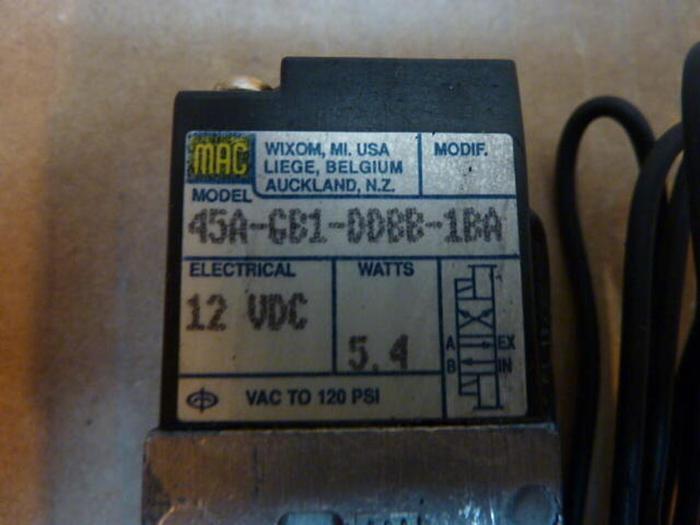 MAC
WIXOM, MI. USA
LIEGE, BELGIUM
AUCKLAND, N.Z.
MODIF.
MODEL
45A-GB1-DDBB-1BA
ELECTRICAL
WATTS
12 VDC
5.4
A EX
B IN
VAC TO 120 PSI